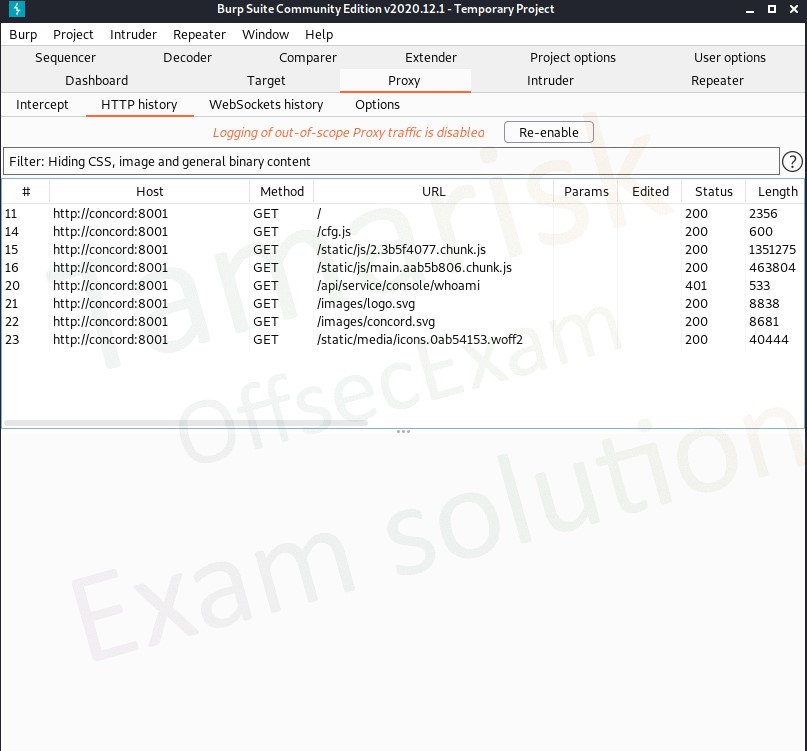 Burp Suite Community Edition v2020.12.1 - Temporary Project
Burp Project Intruder Repeater Window Help
Sequencer Decoder Comparer Extender Project options User options
Dashboard Target Proxy Intruder Repeater
Intercept HTTP history WebSockets history Options
Logging of out-of-scope Proxy traffic is disabled Re-enable
Filter: Hiding CSS, image and general binary content ?
# Host Method URL Params Edited Status Length
11 http://concord:8001 GET / 200 2356
14 http://concord:8001 GET /cfg.js 200 600
15 http://concord:8001 GET /static/js/2.3b5f4077.chunk.js 200 1351275
16 http://concord:8001 GET /static/js/main.aab5b806.chunk.js 200 463804
20 http://concord:8001 GET /api/service/console/whoami 401 533
21 http://concord:8001 GET /images/logo.svg 200 8838
22 http://concord:8001 GET /images/concord.svg 200 8681
23 http://concord:8001 GET /static/media/icons.0ab54153.woff2 200 40444
Tamarisk
OffsecExam
Exam solution